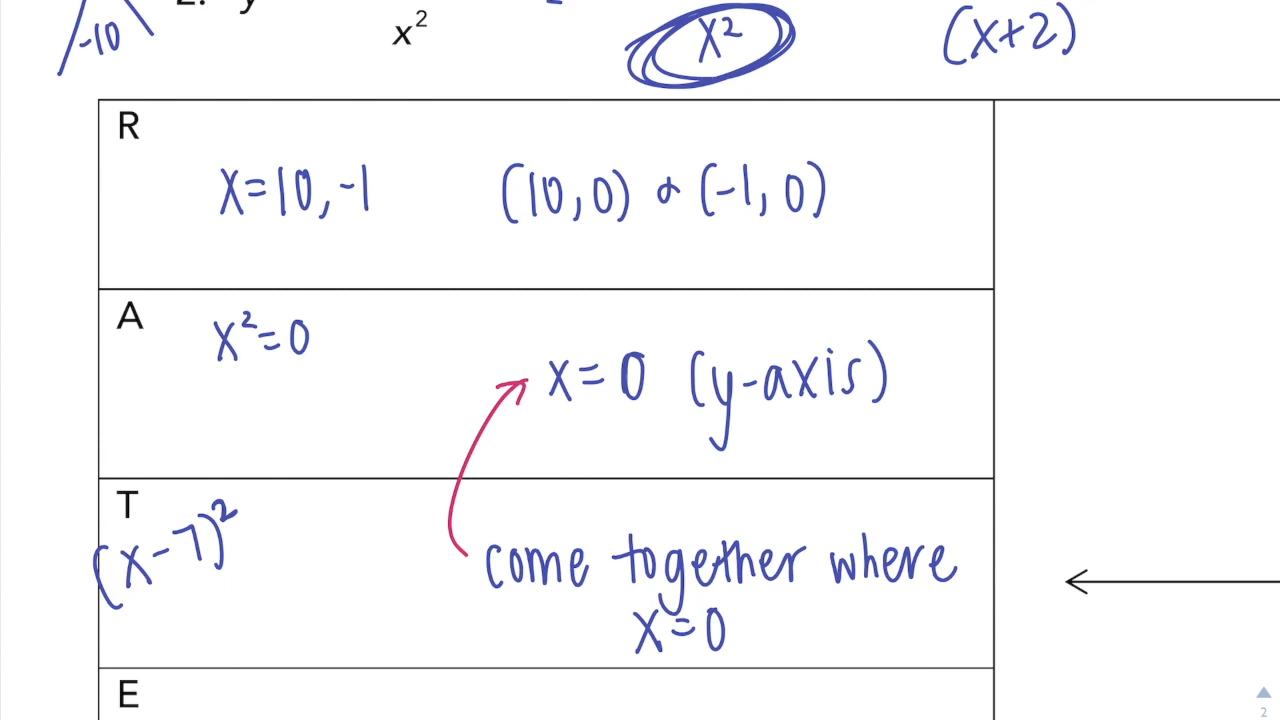 -10
x²
x²
(x+2)
R
x=10,-1
(10,0) & (-1,0)
A
x²=0
x=0 (y-axis)
T
(x-7)²
come together where
x=0
E
2